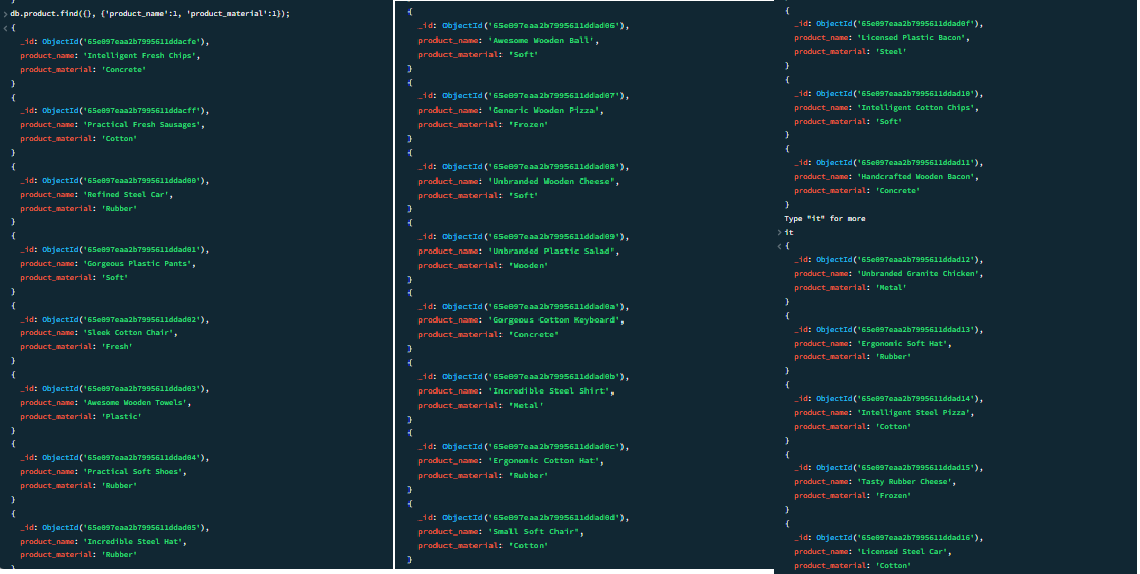 db.product.find({}, {'product_name':1, 'product_material':1});
{
_id: ObjectId('65e097eaa2b7995611ddacfe'),
product_name: 'Intelligent Fresh Chips',
product_material: 'Concrete'
}
{
_id: ObjectId('65e097eaa2b7995611ddacff'),
product_name: 'Practical Fresh Sausages',
product_material: 'Cotton'
}
{
_id: ObjectId('65e097eaa2b7995611ddad00'),
product_name: 'Refined Steel Car',
product_material: 'Rubber'
}
{
_id: ObjectId('65e097eaa2b7995611ddad01'),
product_name: 'Gorgeous Plastic Pants',
product_material: 'Soft'
}
{
_id: ObjectId('65e097eaa2b7995611ddad02'),
product_name: 'Sleek Cotton Chair',
product_material: 'Fresh'
}
{
_id: ObjectId('65e097eaa2b7995611ddad03'),
product_name: 'Awesome Wooden Towels',
product_material: 'Plastic'
}
{
_id: ObjectId('65e097eaa2b7995611ddad04'),
product_name: 'Practical Soft Shoes',
product_material: 'Rubber'
}
{
_id: ObjectId('65e097eaa2b7995611ddad05'),
product_name: 'Incredible Steel Hat',
product_material: 'Rubber'
}
{
_id: ObjectId('65e097eaa2b7995611ddad06'),
product_name: 'Awesome Wooden Ball',
product_material: 'Soft'
}
{
_id: ObjectId('65e097eaa2b7995611ddad07'),
product_name: 'Generic Wooden Pizza',
product_material: 'Frozen'
}
{
_id: ObjectId('65e097eaa2b7995611ddad08'),
product_name: 'Unbranded Wooden Cheese',
product_material: 'Soft'
}
{
_id: ObjectId('65e097eaa2b7995611ddad09'),
product_name: 'Unbranded Plastic Salad',
product_material: 'Wooden'
}
{
_id: ObjectId('65e097eaa2b7995611ddad0a'),
product_name: 'Gorgeous Cotton Keyboard',
product_material: 'Concrete'
}
{
_id: ObjectId('65e097eaa2b7995611ddad0b'),
product_name: 'Incredible Steel Shirt',
product_material: 'Metal'
}
{
_id: ObjectId('65e097eaa2b7995611ddad0c'),
product_name: 'Ergonomic Cotton Hat',
product_material: 'Rubber'
}
{
_id: ObjectId('65e097eaa2b7995611ddad0d'),
product_name: 'Small Soft Chair',
product_material: 'Cotton'
}
{
_id: ObjectId('65e097eaa2b7995611ddad0f'),
product_name: 'Licensed Plastic Bacon',
product_material: 'Steel'
}
{
_id: ObjectId('65e097eaa2b7995611ddad10'),
product_name: 'Intelligent Cotton Chips',
product_material: 'Soft'
}
{
_id: ObjectId('65e097eaa2b7995611ddad11'),
product_name: 'Handcrafted Wooden Bacon',
product_material: 'Concrete'
}
Type "it" for more
it
{
_id: ObjectId('65e097eaa2b7995611ddad12'),
product_name: 'Unbranded Granite Chicken',
product_material: 'Metal'
}
{
_id: ObjectId('65e097eaa2b7995611ddad13'),
product_name: 'Ergonomic Soft Hat',
product_material: 'Rubber'
}
{
_id: ObjectId('65e097eaa2b7995611ddad14'),
product_name: 'Intelligent Steel Pizza',
product_material: 'Cotton'
}
{
_id: ObjectId('65e097eaa2b7995611ddad15'),
product_name: 'Tasty Rubber Cheese',
product_material: 'Frozen'
}
{
_id: ObjectId('65e097eaa2b7995611ddad16'),
product_name: 'Licensed Steel Car',
product_material: 'Cotton'